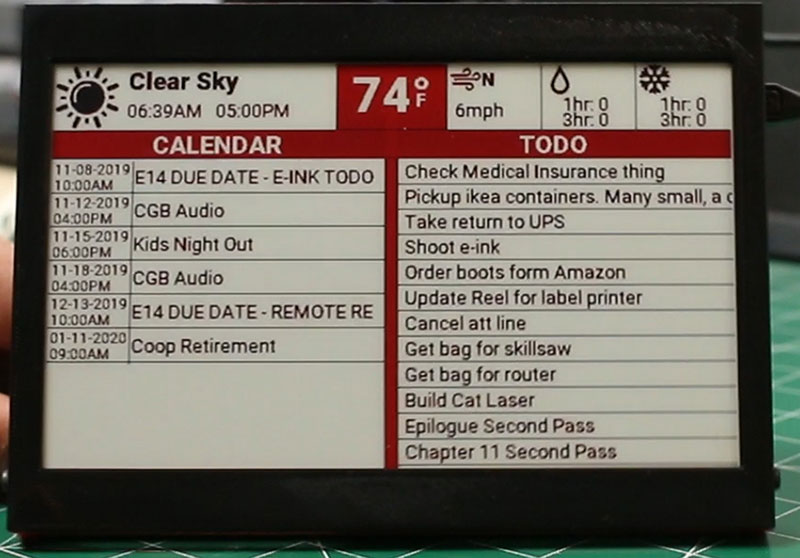 Clear Sky
06:39AM 05:00PM
74°F
N
6mph
1hr: 0
3hr: 0
1hr: 0
3hr: 0
CALENDAR
11-08-2019
10:00AM
E14 DUE DATE - E-INK TODO
11-12-2019
04:00PM
CGB Audio
11-15-2019
06:00PM
Kids Night Out
11-18-2019
04:00PM
CGB Audio
12-13-2019
10:00AM
E14 DUE DATE - REMOTE RE
01-11-2020
09:00AM
Coop Retirement
TODO
Check Medical Insurance thing
Pickup ikea containers. Many small, a
Take return to UPS
Shoot e-ink
Order boots form Amazon
Update Reel for label printer
Cancel att line
Get bag for skillsaw
Get bag for router
Build Cat Laser
Epilogue Second Pass
Chapter 11 Second Pass